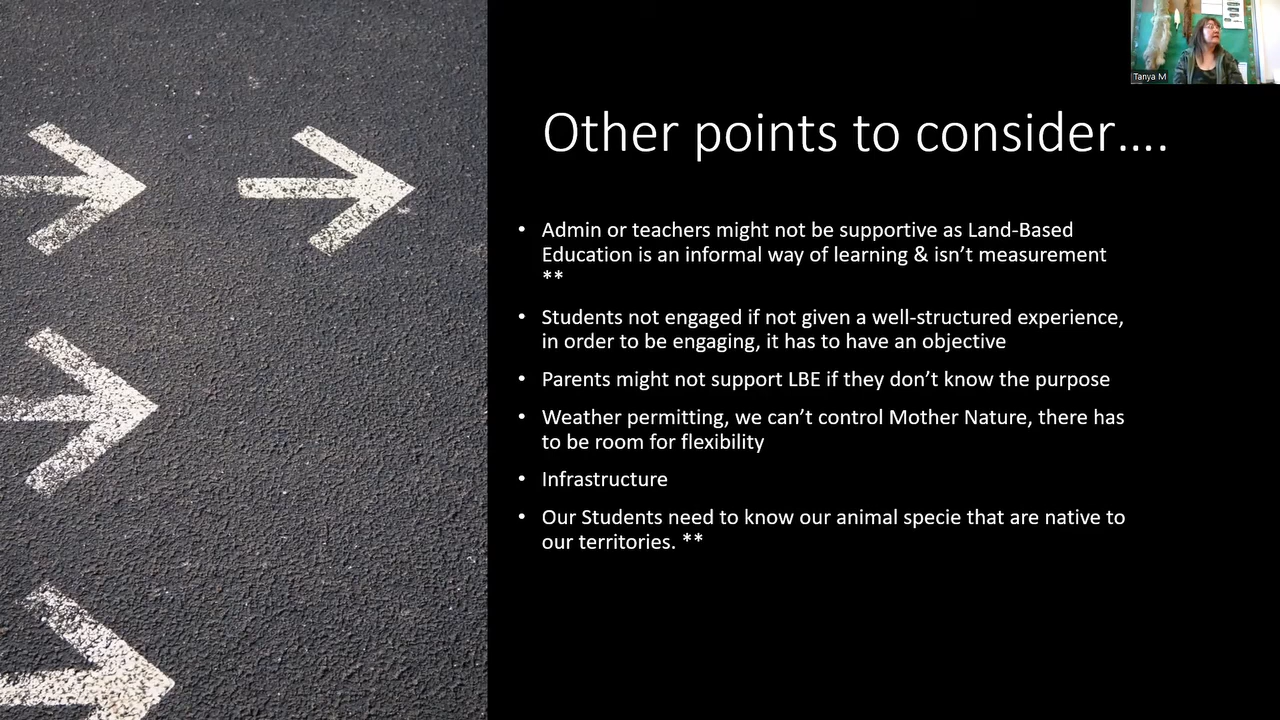 Tanya M
Other points to consider....
• Admin or teachers might not be supportive as Land-Based
Education is an informal way of learning & isn't measurement
**
• Students not engaged if not given a well-structured experience,
in order to be engaging, it has to have an objective
• Parents might not support LBE if they don't know the purpose
• Weather permitting, we can't control Mother Nature, there has
to be room for flexibility
• Infrastructure
• Our Students need to know our animal specie that are native to
our territories. **